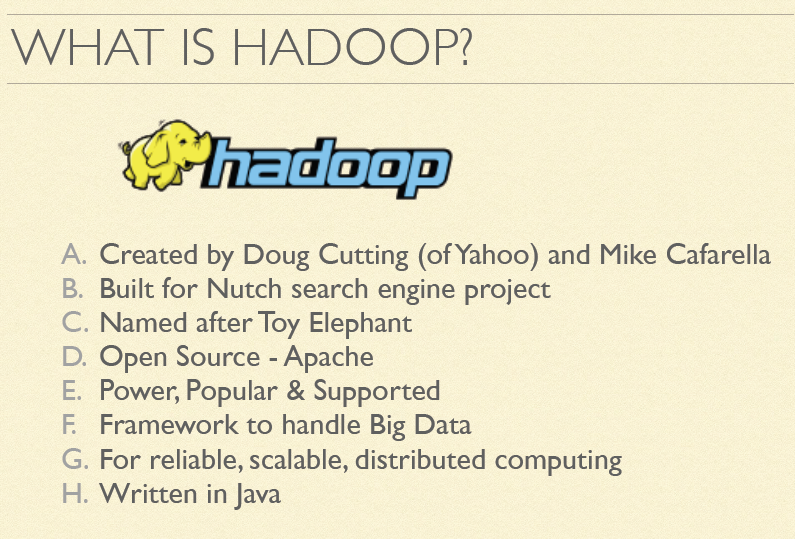 WHAT IS HADOOP?
hadoop
A. Created by Doug Cutting (of Yahoo) and Mike Cafarella
B. Built for Nutch search engine project
C. Named after Toy Elephant
D. Open Source - Apache
E. Power, Popular & Supported
F. Framework to handle Big Data
G. For reliable, scalable, distributed computing
H. Written in Java